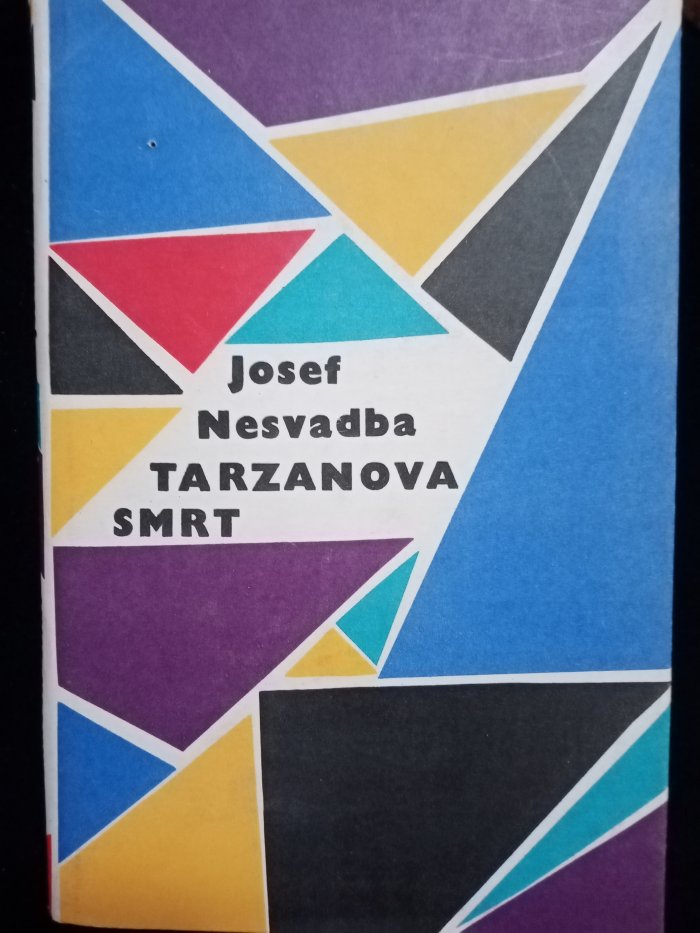 Josef
Nesvadba
TARZANOVA
SMRT